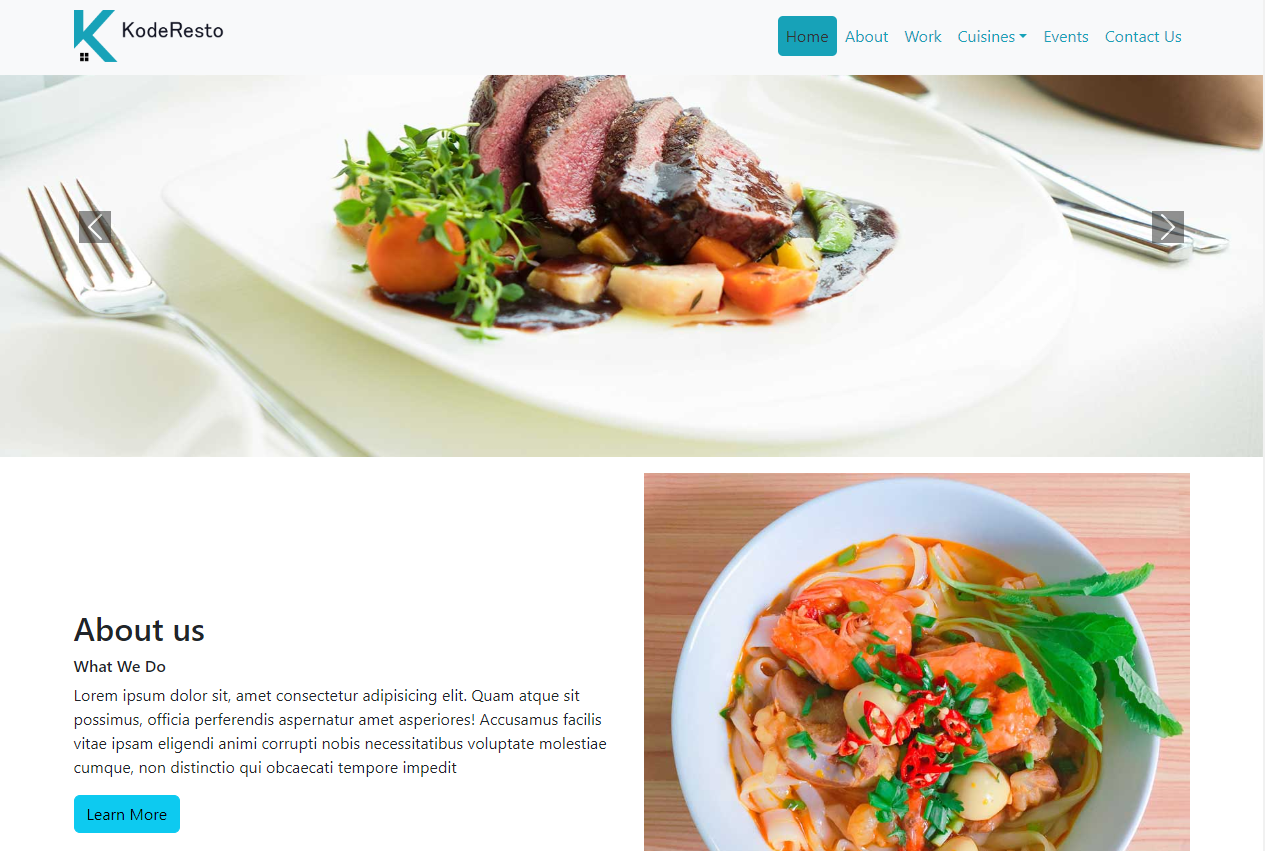 KodeResto
Home About Work Cuisines Events Contact Us
About us
What We Do
Lorem ipsum dolor sit, amet consectetur adipisicing elit. Quam atque sit
possimus, officia perferendis aspernatur amet asperiores! Accusamus facilis
vitae ipsam eligendi animi corrupti nobis necessitatibus voluptate molestiae
cumque, non distinctio qui obcaecati tempore impedit
Learn More